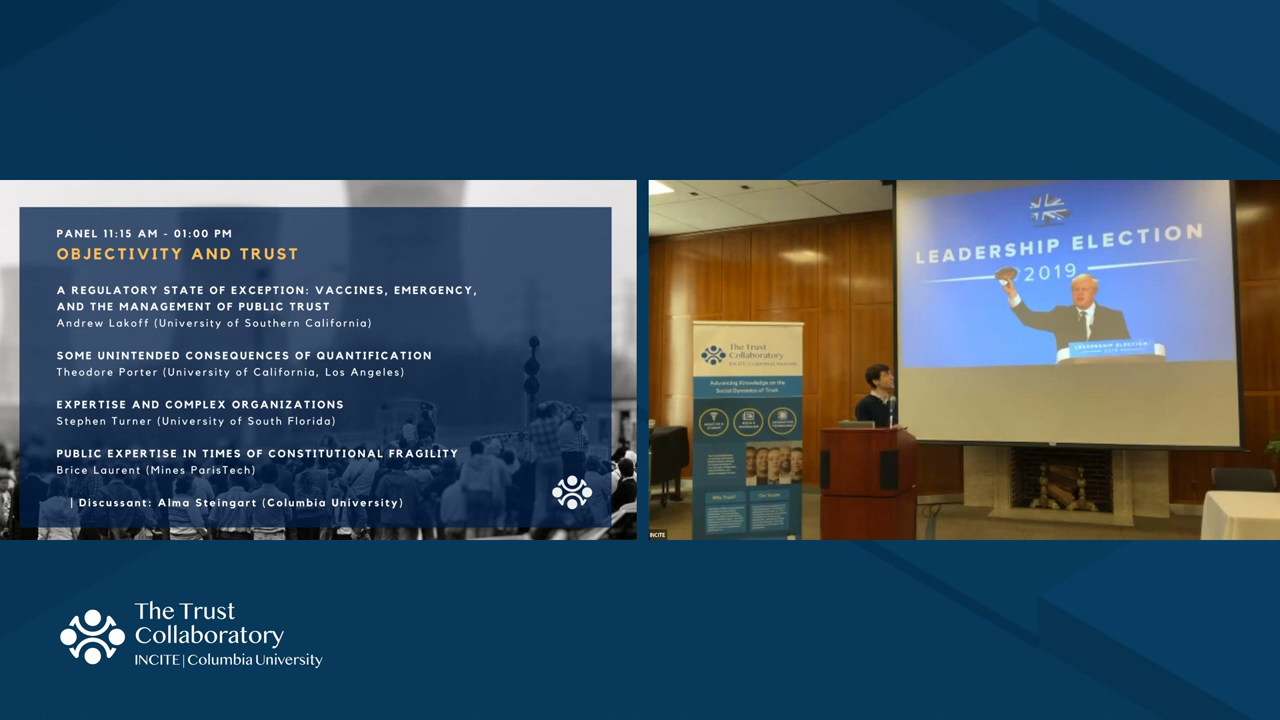 PANEL 11:15 AM - 01:00 PM
OBJECTIVITY AND TRUST
A REGULATORY STATE OF EXCEPTION: VACCINES, EMERGENCY,
AND THE MANAGEMENT OF PUBLIC TRUST
Andrew Lakoff (University of Southern California)
SOME UNINTENDED CONSEQUENCES OF QUANTIFICATION
Theodore Porter (University of California, Los Angeles)
EXPERTISE AND COMPLEX ORGANIZATIONS
Stephen Turner (University of South Florida)
PUBLIC EXPERTISE IN TIMES OF CONSTITUTIONAL FRAGILITY
Brice Laurent (Mines ParisTech)
| Discussant: Alma Steingart (Columbia University)
LEADERSHIP ELECTION
2019
LEADERSHIP ELECTION
2019
The Trust
Collaboratory
INCITE | Columbia University
Advancing Knowledge on the
Social Dynamics of Trust
Why Trust?
Our Vision
INCITE
The Trust
Collaboratory
INCITE | Columbia University